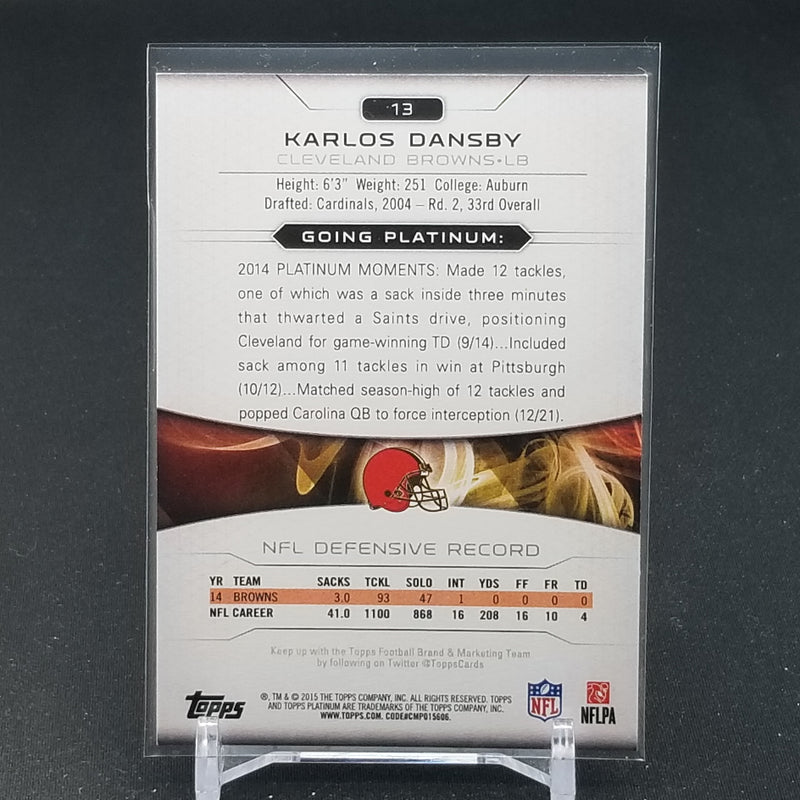 13
KARLOS DANSBY
CLEVELAND BROWNS•LB
Height: 6'3" Weight: 251 College: Auburn
Drafted: Cardinals, 2004 – Rd. 2, 33rd Overall
GOING PLATINUM:
2014 PLATINUM MOMENTS: Made 12 tackles,
one of which was a sack inside three minutes
that thwarted a Saints drive, positioning
Cleveland for game-winning TD (9/14)...Included
sack among 11 tackles in win at Pittsburgh
(10/12)...Matched season-high of 12 tackles and
popped Carolina QB to force interception (12/21).
NFL DEFENSIVE RECORD
YR TEAM SACKS TCKL SOLO INT YDS FF FR TD
14 BROWNS 3.0 93 47 1 0 0 0 0
NFL CAREER 41.0 1100 868 16 208 16 10 4
Keep up with the Topps Football Brand & Marketing Team
by following on Twitter @ToppsCards
Topps
®, TM & © 2015 THE TOPPS COMPANY, INC. ALL RIGHTS RESERVED. TOPPS
AND TOPPS PLATINUM ARE TRADEMARKS OF THE TOPPS COMPANY, INC.
WWW.TOPPS.COM. CODE#CMP015606.
NFL
NFLPA